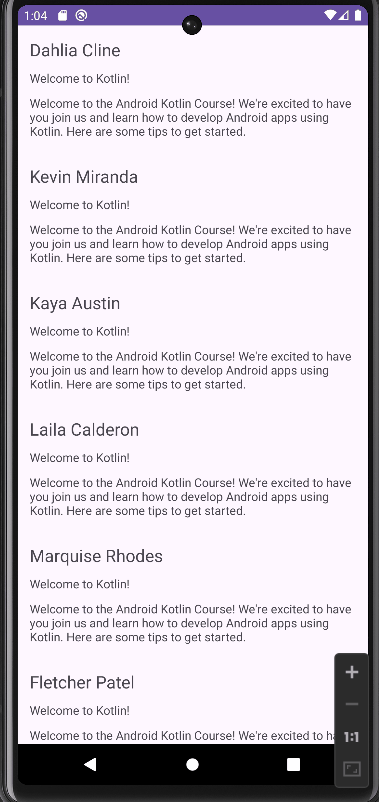 1:04
Dahlia Cline
Welcome to Kotlin!
Welcome to the Android Kotlin Course! We're excited to have
you join us and learn how to develop Android apps using
Kotlin. Here are some tips to get started.
Kevin Miranda
Welcome to Kotlin!
Welcome to the Android Kotlin Course! We're excited to have
you join us and learn how to develop Android apps using
Kotlin. Here are some tips to get started.
Kaya Austin
Welcome to Kotlin!
Welcome to the Android Kotlin Course! We're excited to have
you join us and learn how to develop Android apps using
Kotlin. Here are some tips to get started.
Laila Calderon
Welcome to Kotlin!
Welcome to the Android Kotlin Course! We're excited to have
you join us and learn how to develop Android apps using
Kotlin. Here are some tips to get started.
Marquise Rhodes
Welcome to Kotlin!
Welcome to the Android Kotlin Course! We're excited to have
you join us and learn how to develop Android apps using
Kotlin. Here are some tips to get started.
Fletcher Patel
Welcome to Kotlin!
Welcome to the Android Kotlin Course! We're excited to
1:1